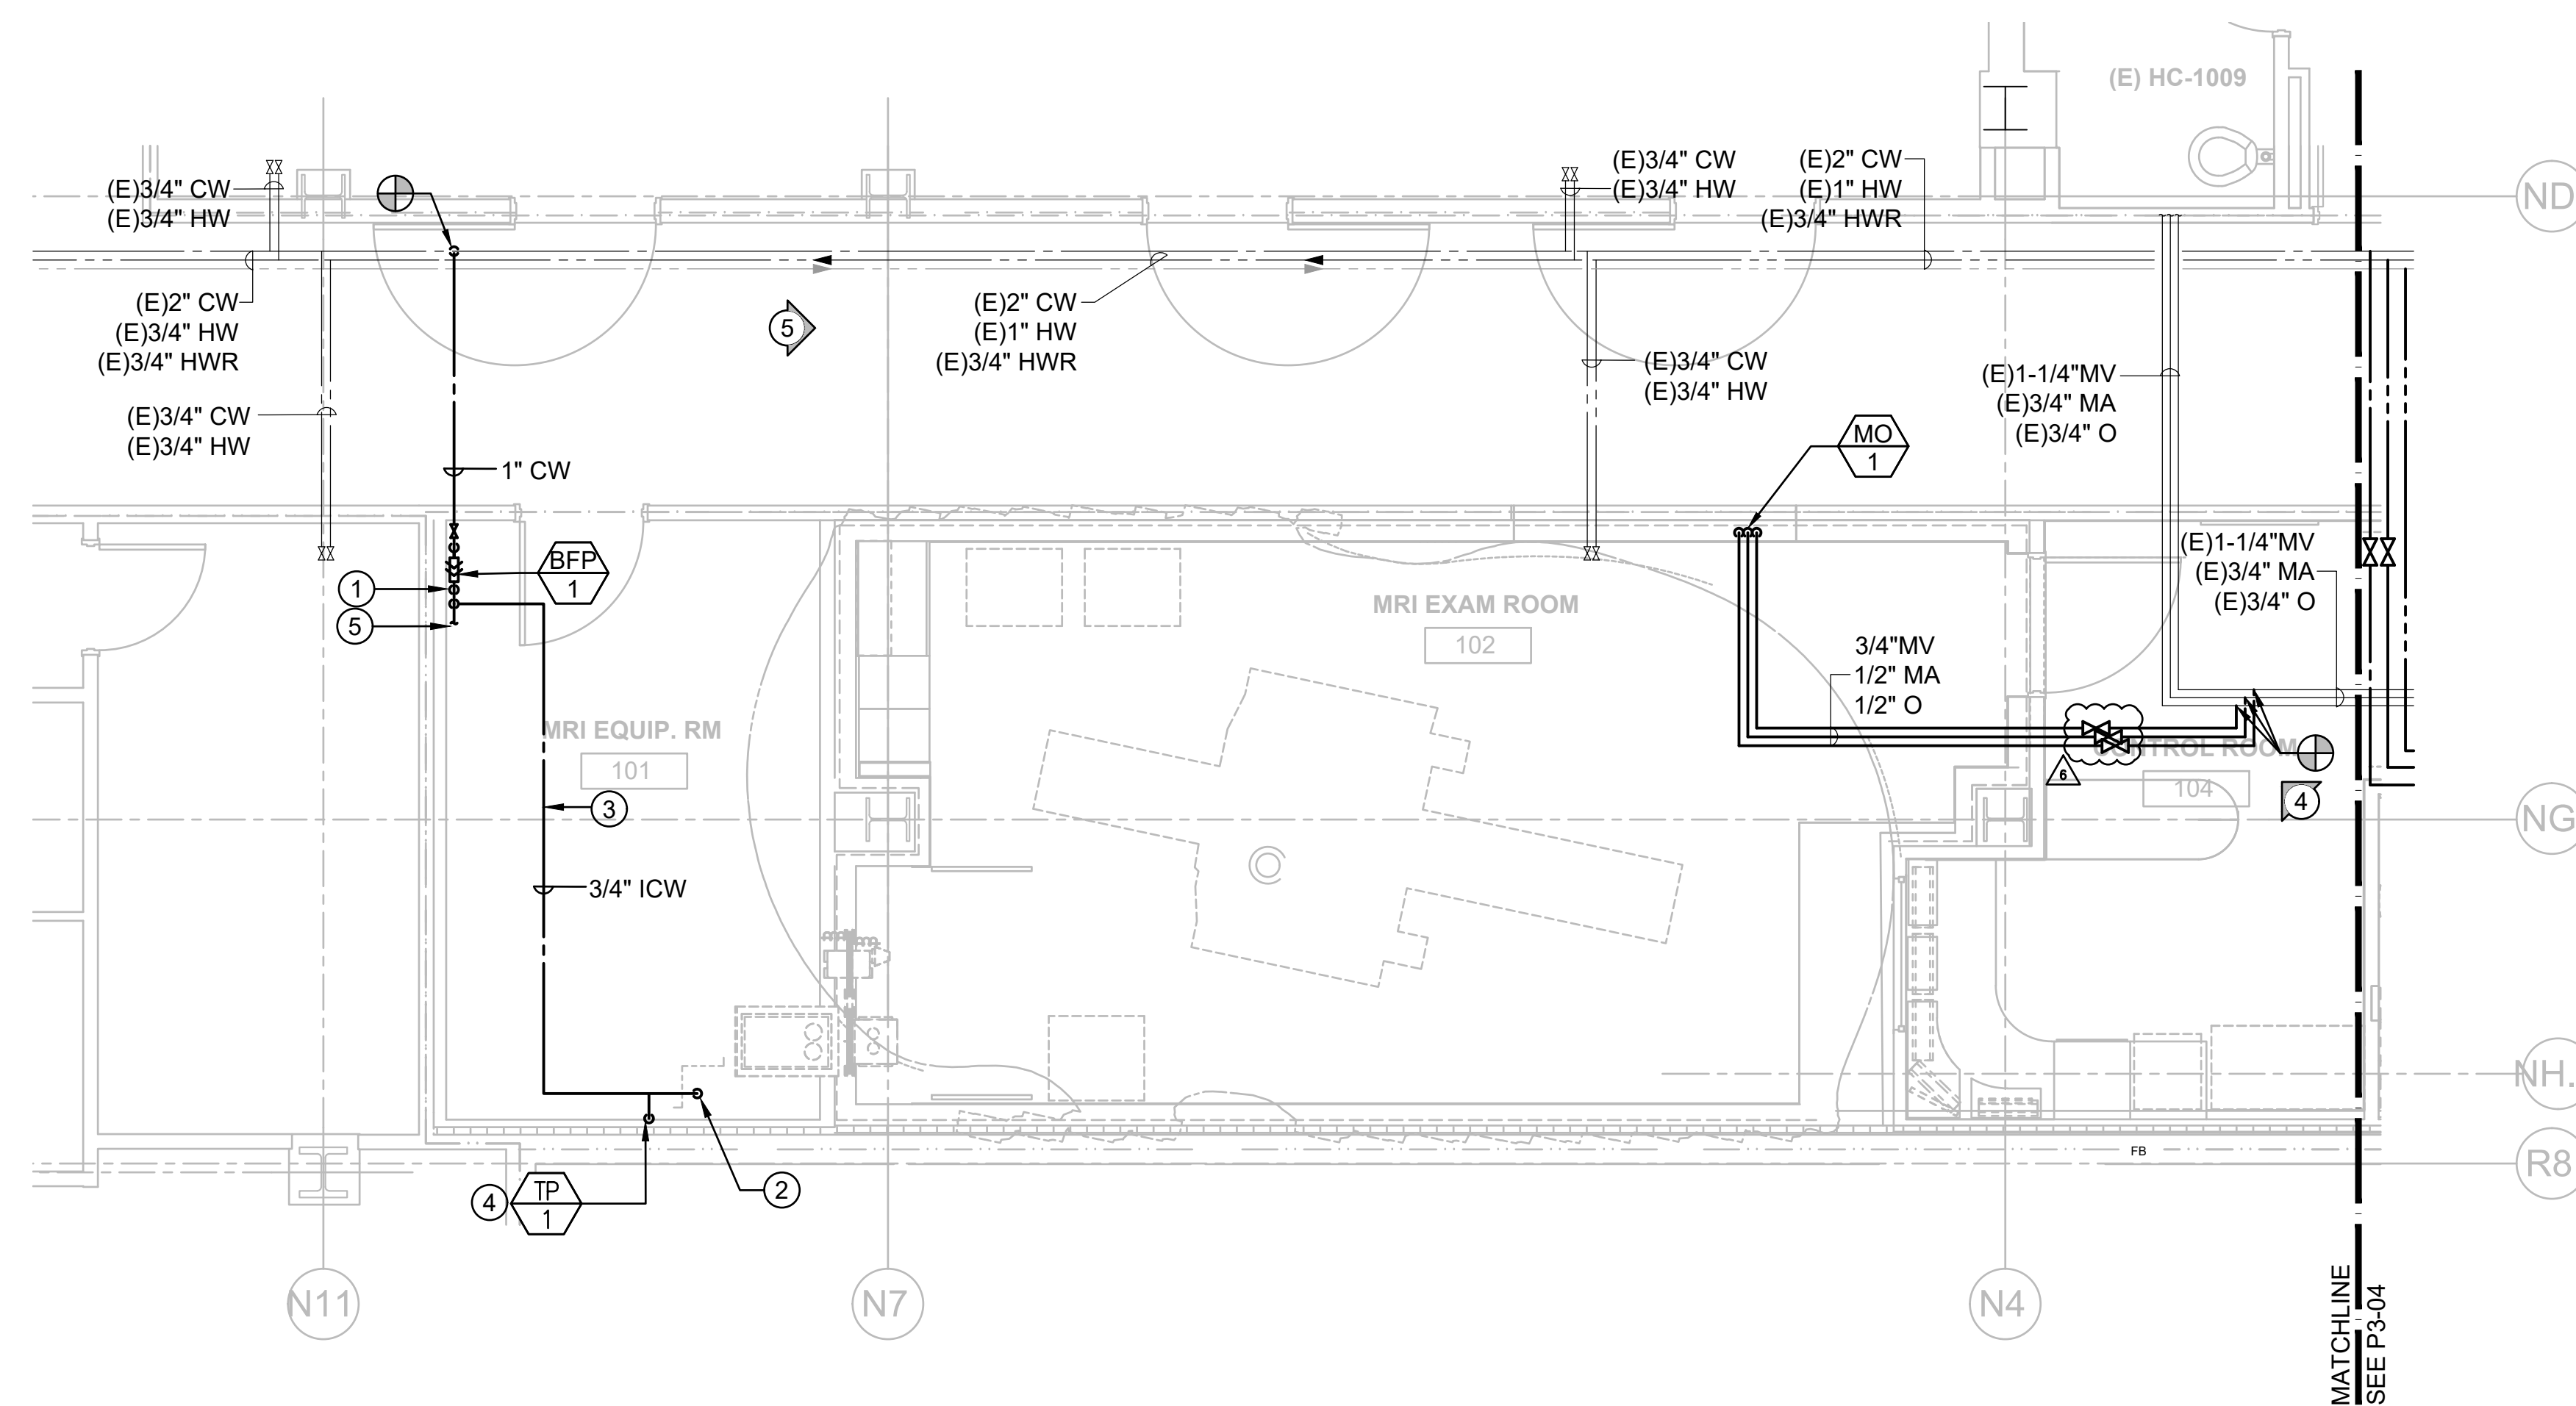 (E) HC-1009
ND
(E)3/4" CW
(E)3/4" HW
(E)3/4" CW
(E)3/4" HW
(E)2" CW
(E)1" HW
(E)3/4" HWR
(E)2" CW
(E)3/4" HW
(E)3/4" HWR
5
(E)2" CW
(E)1" HW
(E)3/4" HWR
(E)3/4" CW
(E)3/4" HW
(E)1-1/4"MV
(E)3/4" MA
(E)3/4" O
(E)3/4" CW
(E)3/4" HW
1" CW
MO
1
BFP
1
1
5
(E)1-1/4"MV
(E)3/4" MA
(E)3/4" O
MRI EXAM ROOM
102
3/4"MV
1/2" MA
1/2" O
MRI EQUIP. RM
101
CONTROL ROOM
104
6
4
3
NG
3/4" ICW
NH.
FB
R8
4
TP
1
2
N11
N7
N4
MATCHLINE
SEE P3-04